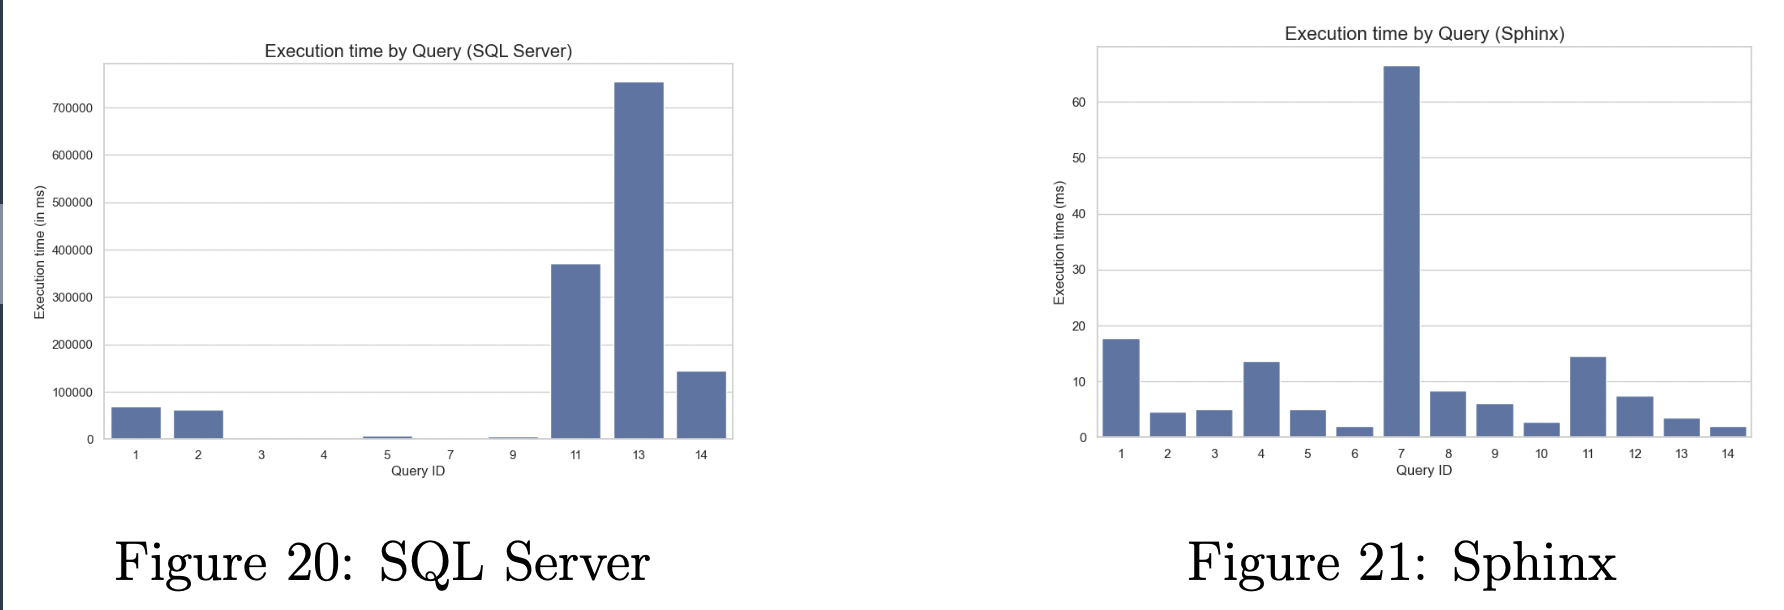 Execution time by Query (SQL Server)
Execution time (in ms)
700000
600000
500000
400000
300000
200000
100000
0
1 2 3 4 5 7 9 11 13 14
Query ID
Figure 20: SQL Server
Execution time by Query (Sphinx)
Execution time (ms)
60
50
40
30
20
10
0
1 2 3 4 5 6 7 8 9 10 11 12 13 14
Query ID
Figure 21: Sphinx